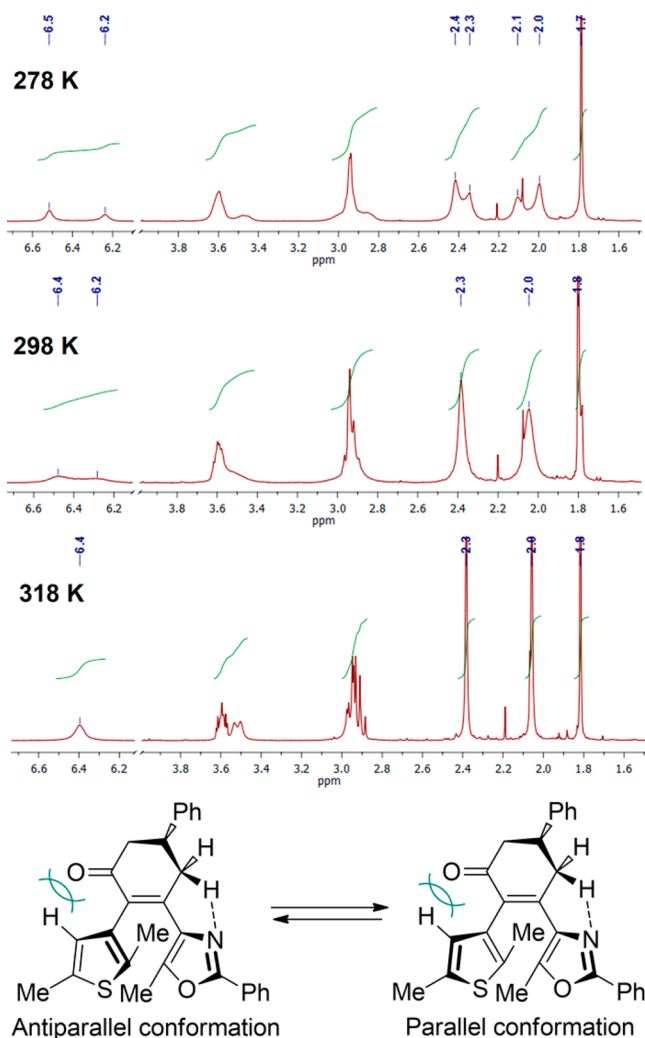 —6.5 —6.2 —2.4 —2.3 —2.1 —2.0 1.7
278 K
6.6 6.4 6.2 3.8 3.6 3.4 3.2 3.0 2.8 2.6 2.4 2.2 2.0 1.8 1.6
ppm
—6.4 —6.2 —2.3 —2.0 1.8
298 K
6.6 6.4 6.2 3.8 3.6 3.4 3.2 3.0 2.8 2.6 2.4 2.2 2.0 1.8 1.6
ppm
—6.4 2.3 2.0 1.8
318 K
6.6 6.4 6.2 3.8 3.6 3.4 3.2 3.0 2.8 2.6 2.4 2.2 2.0 1.8 1.6
ppm
Ph Ph
O H O H
H H
H Me N H Me N
Me S Me O Ph Me S Me O Ph
Antiparallel conformation Parallel conformation